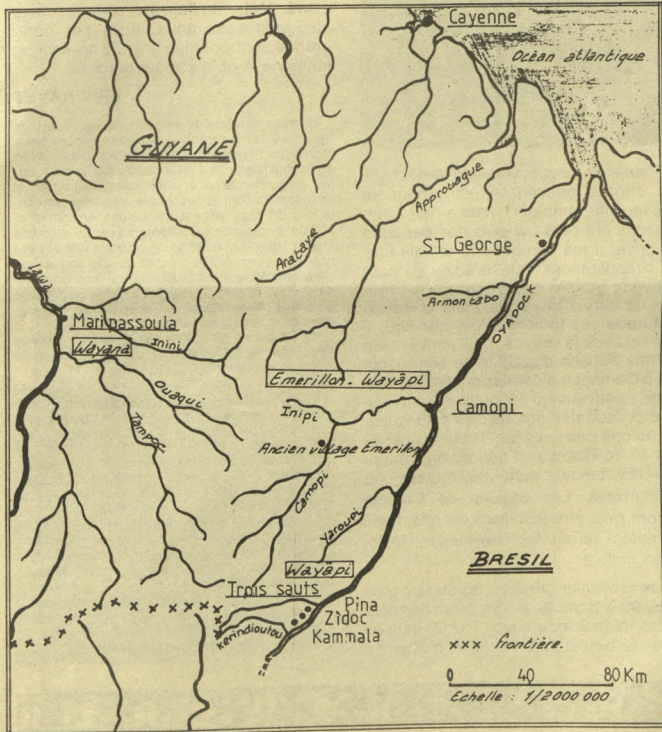 Cayenne
Océan atlantique
GUYANE
Approuague
Arataye
ST. George
Lawa
Armontabo
OYAPOCK
Maripassoula
Inini
Wayana
Ouaqui
Emerillon. Wayãpi
Inipi
Camopi
Tampoc
Ancien village Emerillon
Camopi
Yaroupi
Wayãpi
BRESIL
Trois sauts
Pina
Zidoc
Kammala
Kerindioutou
××× frontière.
0 40 80 Km
Echelle : 1/2 000 000